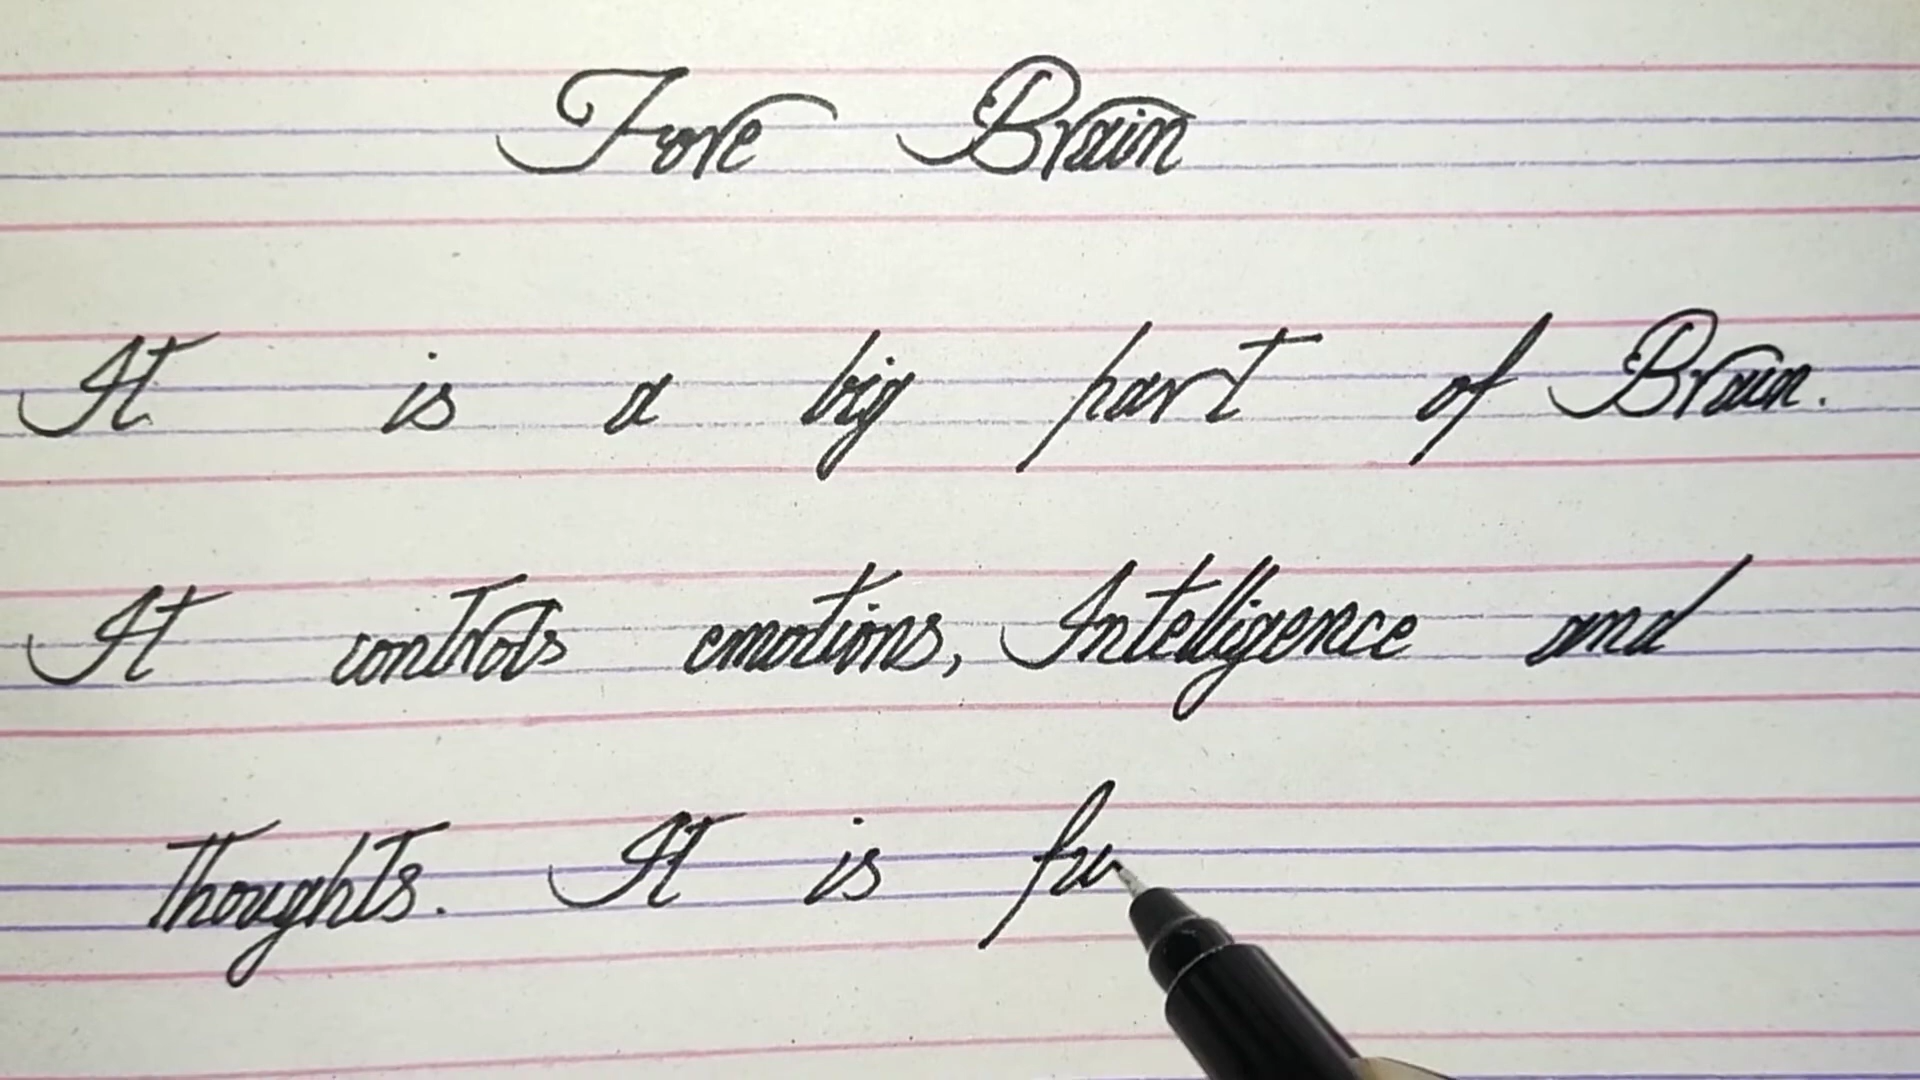 Fore Brain
It is a big part of Brain.
It controls emotions, Intelligence and
thoughts. It is